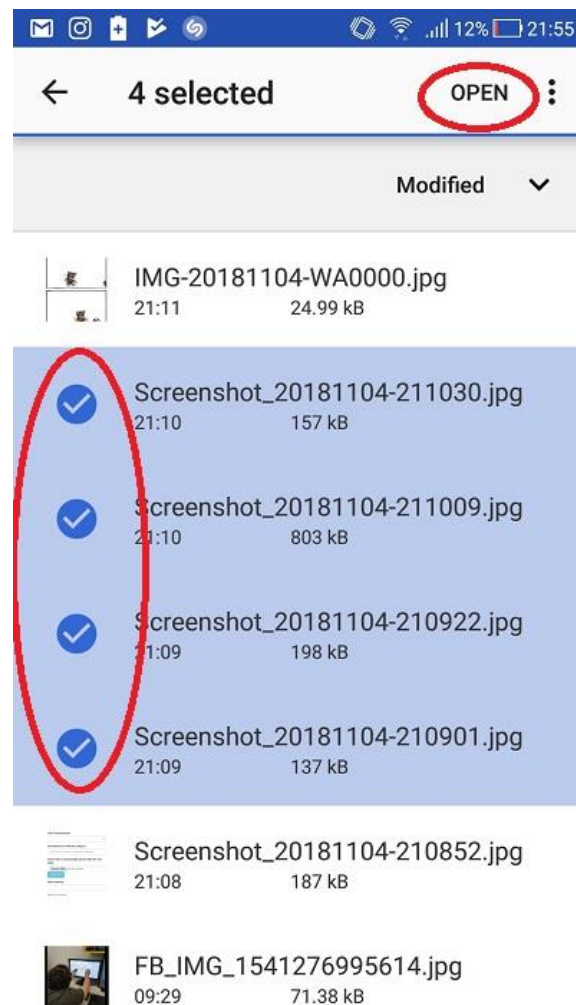 12% 21:55
4 selected OPEN
Modified
IMG-20181104-WA0000.jpg
21:11 24.99 kB
Screenshot_20181104-211030.jpg
21:10 157 kB
Screenshot_20181104-211009.jpg
21:10 803 kB
Screenshot_20181104-210922.jpg
21:09 198 kB
Screenshot_20181104-210901.jpg
21:09 137 kB
Screenshot_20181104-210852.jpg
21:08 187 kB
FB_IMG_1541276995614.jpg
09:29 71.38 kB